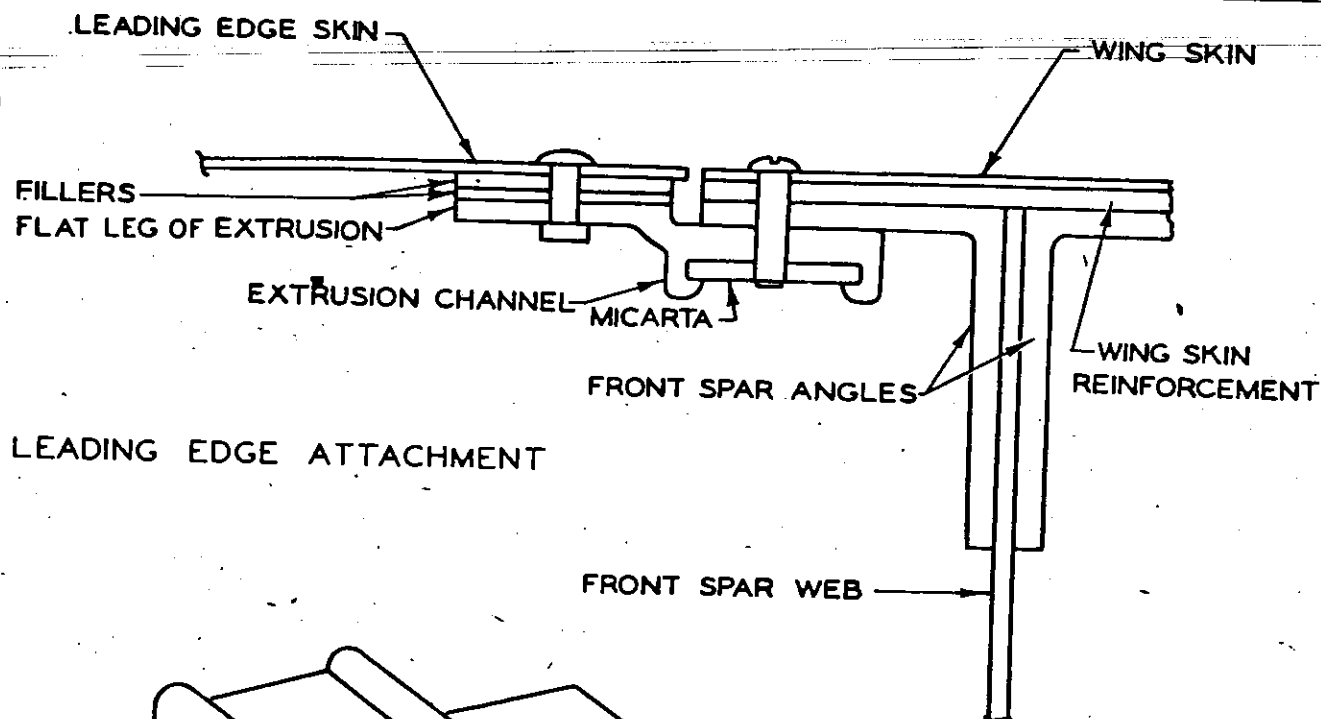 LEADING EDGE SKIN
WING SKIN
FILLERS
FLAT LEG OF EXTRUSION
EXTRUSION CHANNEL
MICARTA
WING SKIN
REINFORCEMENT
FRONT SPAR ANGLES
LEADING EDGE ATTACHMENT
FRONT SPAR WEB